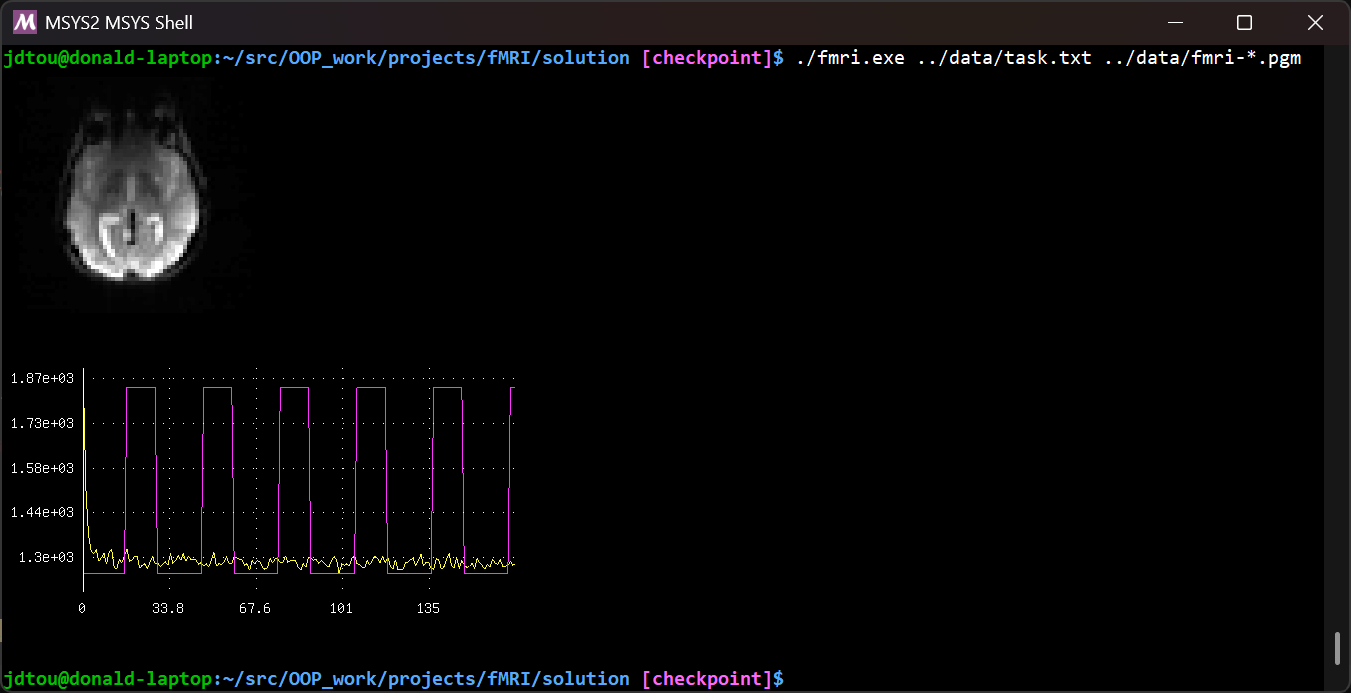 MSYS2 MSYS Shell
jdtou@donald-laptop:~/src/OOP_work/projects/fMRI/solution [checkpoint]$ ./fmri.exe ../data/task.txt ../data/fmri-*.pgm
1.87e+03
1.73e+03
1.58e+03
1.44e+03
1.3e+03
0 33.8 67.6 101 135
jdtou@donald-laptop:~/src/OOP_work/projects/fMRI/solution [checkpoint]$